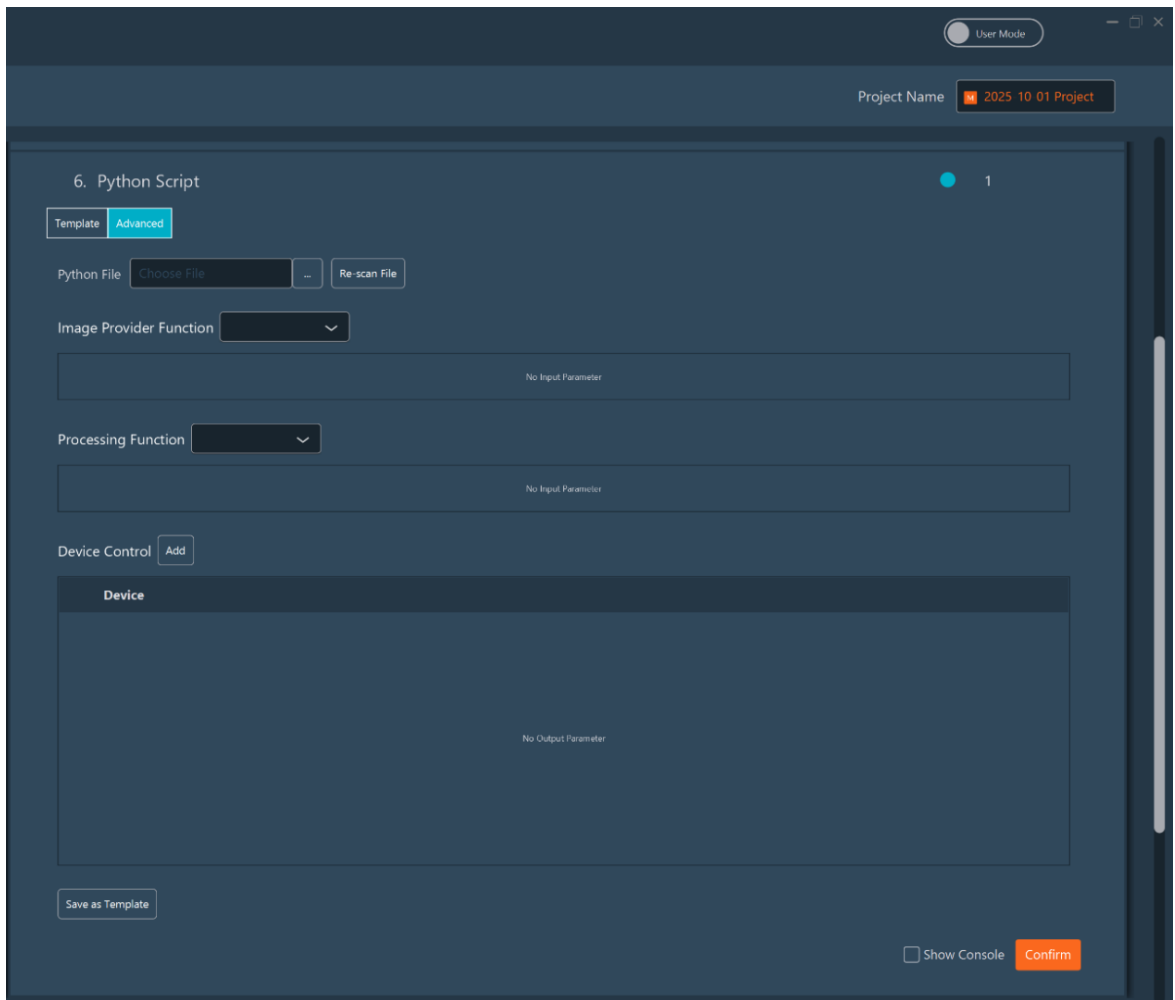 User Mode
Project Name
M 2025-10-01 Project
6. Python Script
1
Template Advanced
Python File Choose File ... Re-scan File
Image Provider Function
No Input Parameter
Processing Function
No Input Parameter
Device Control Add
Device
No Output Parameter
Save as Template
Show Console Confirm